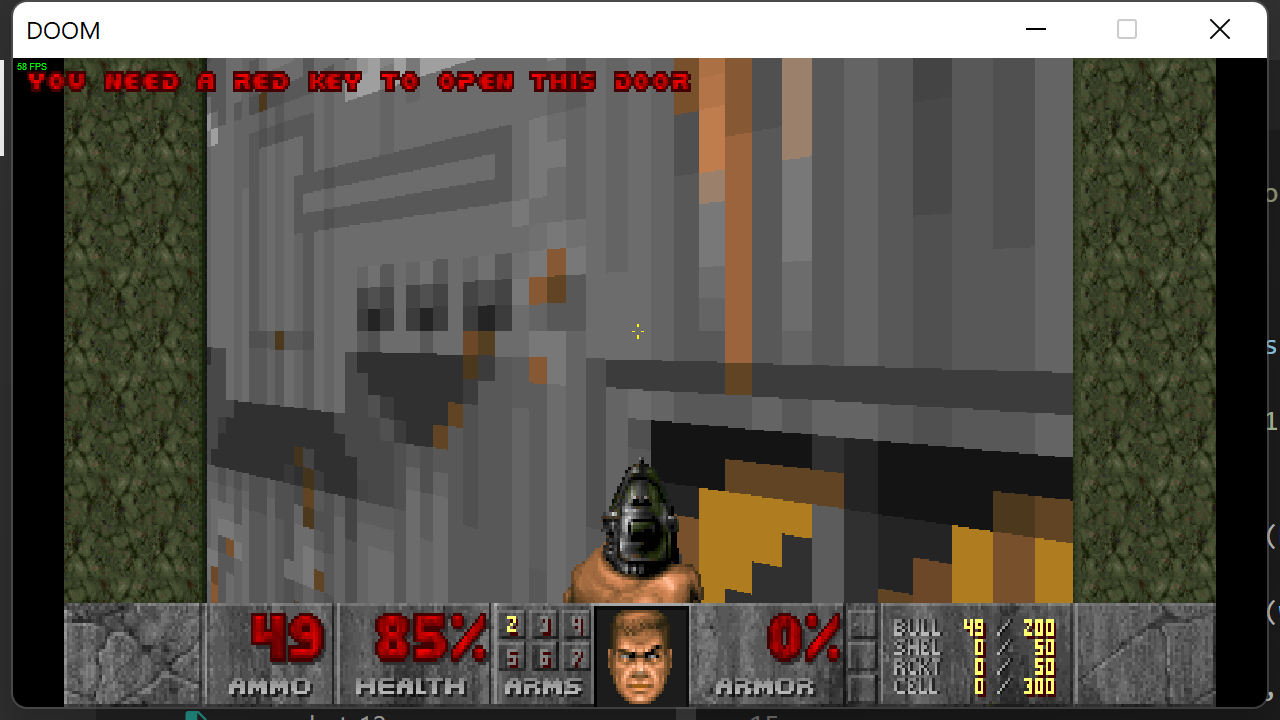 DOOM
58 FPS
YOU NEED A RED KEY TO OPEN THIS DOOR
49 85% 2 3 4 0% BULL 49 / 200
5 6 7 SHEL 0 / 50
RCKT 0 / 50
AMMO HEALTH ARMS ARMOR CELL 0 / 300